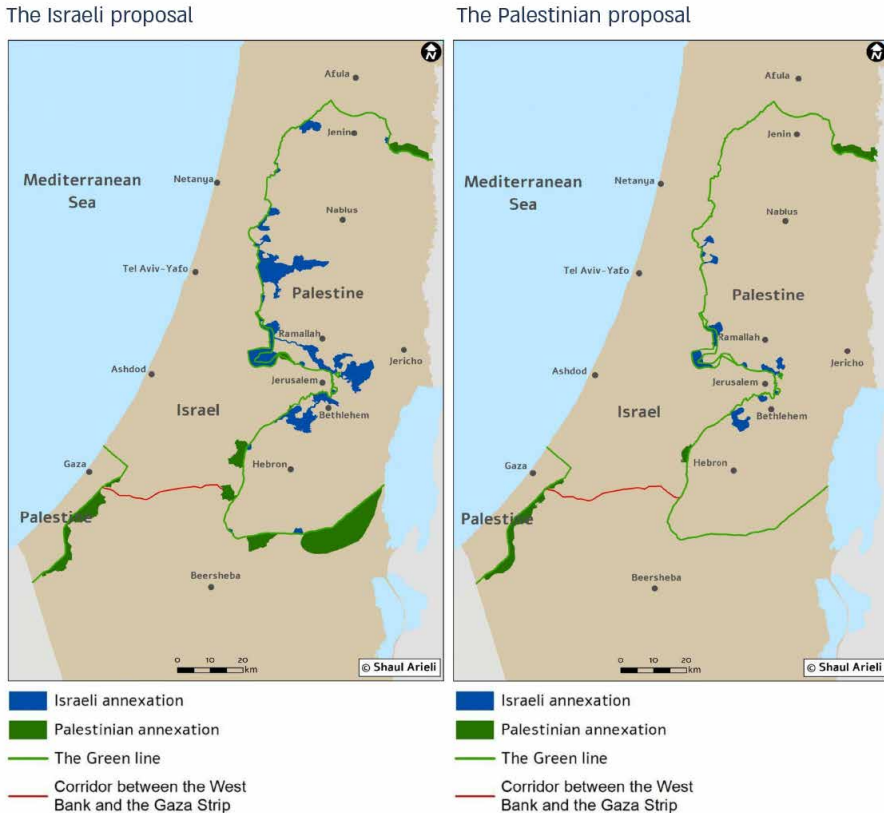 The Israeli proposal
N
Afula
Jenin
Mediterranean
Sea
Netanya
Nablus
Tel Aviv-Yafo
Palestine
Ramallah
Jericho
Ashdod
Jerusalem
Israel
Bethlehem
Gaza
Hebron
Palestine
Beersheba
0 10 20
km
© Shaul Arieli
Israeli annexation
Palestinian annexation
The Green line
Corridor between the West
Bank and the Gaza Strip
The Palestinian proposal
N
Afula
Jenin
Mediterranean
Sea
Netanya
Nablus
Tel Aviv-Yafo
Palestine
Ramallah
Jericho
Ashdod
Jerusalem
Israel
Bethlehem
Gaza
Hebron
Palestine
Beersheba
0 10 20
km
© Shaul Arieli
Israeli annexation
Palestinian annexation
The Green line
Corridor between the West
Bank and the Gaza Strip